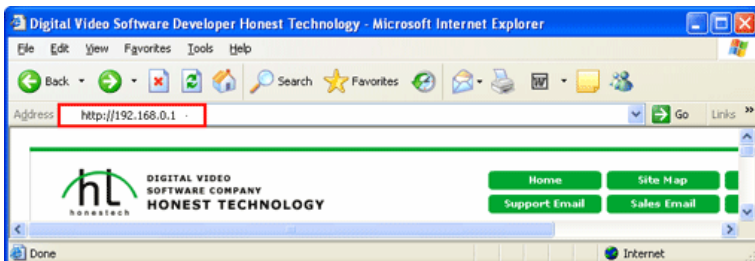 Digital Video Software Developer Honest Technology - Microsoft Internet Explorer
File Edit View Favorites Tools Help
Back Search Favorites W
Address http://192.168.0.1 Go Links »
ht DIGITAL VIDEO
SOFTWARE COMPANY
HONEST TECHNOLOGY
honestech
Home Site Map
Support Email Sales Email
Done Internet